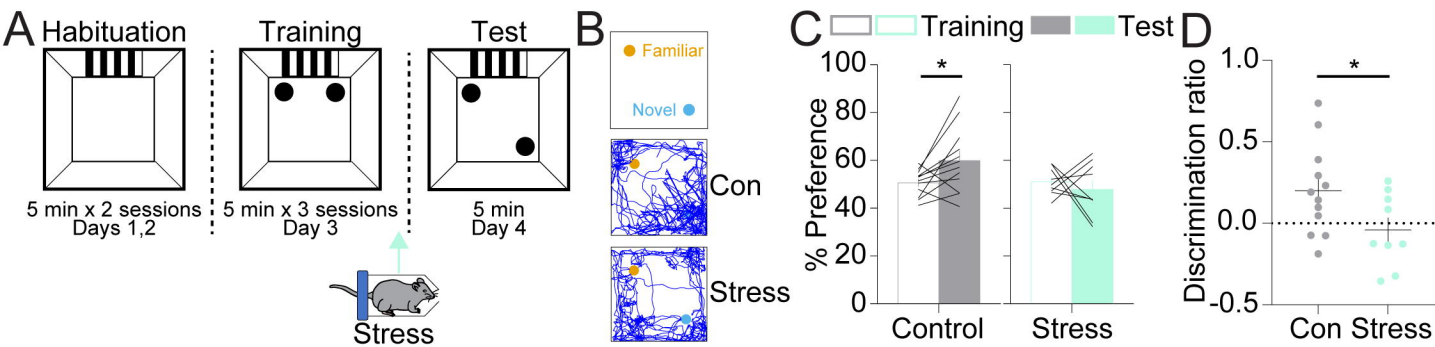 A
Habituation
Training
Test
5 min x 2 sessions
Days 1,2
5 min x 3 sessions
Day 3
5 min
Day 4
Stress
B
Familiar
Novel
Con
Stress
C
Training
Test
*
% Preference
100
80
60
40
20
0
Control
Stress
D
*
Discrimination ratio
1.0
0.5
0.0
-0.5
Con
Stress